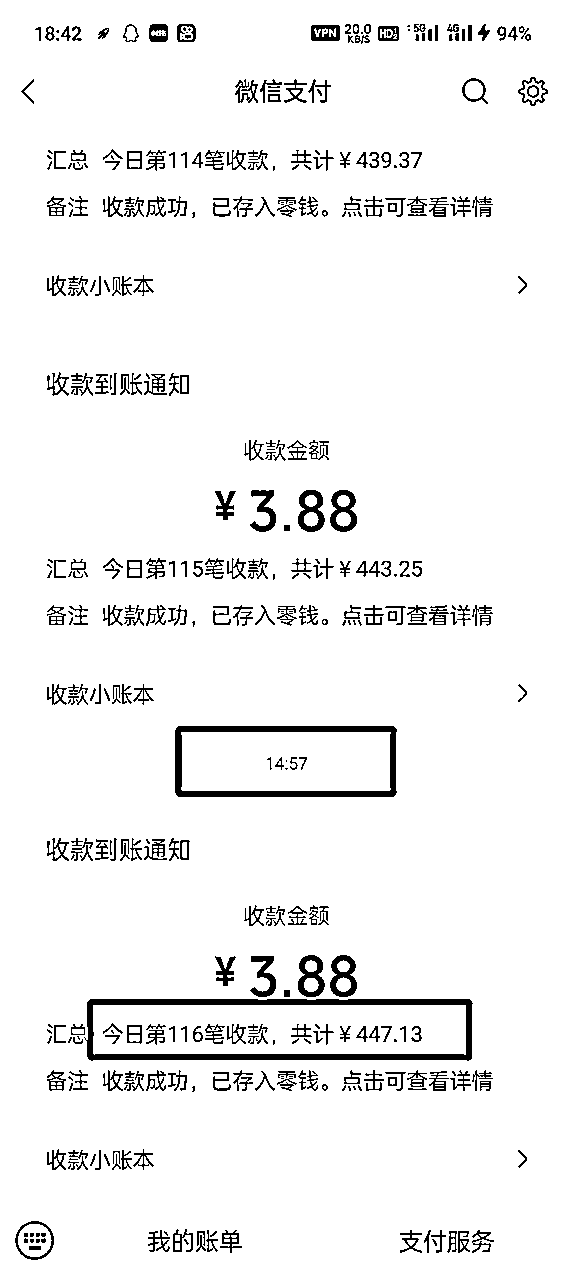 18:42 VPN 20.0 KB/S HD2 5G 4G 94%
微信支付
汇总 今日第114笔收款，共计￥439.37
备注 收款成功，已存入零钱。点击可查看详情
收款小账本
收款到账通知
收款金额
￥3.88
汇总 今日第115笔收款，共计￥443.25
备注 收款成功，已存入零钱。点击可查看详情
收款小账本
14:57
收款到账通知
收款金额
￥3.88
汇总 今日第116笔收款，共计￥447.13
备注 收款成功，已存入零钱。点击可查看详情
收款小账本
我的账单 支付服务